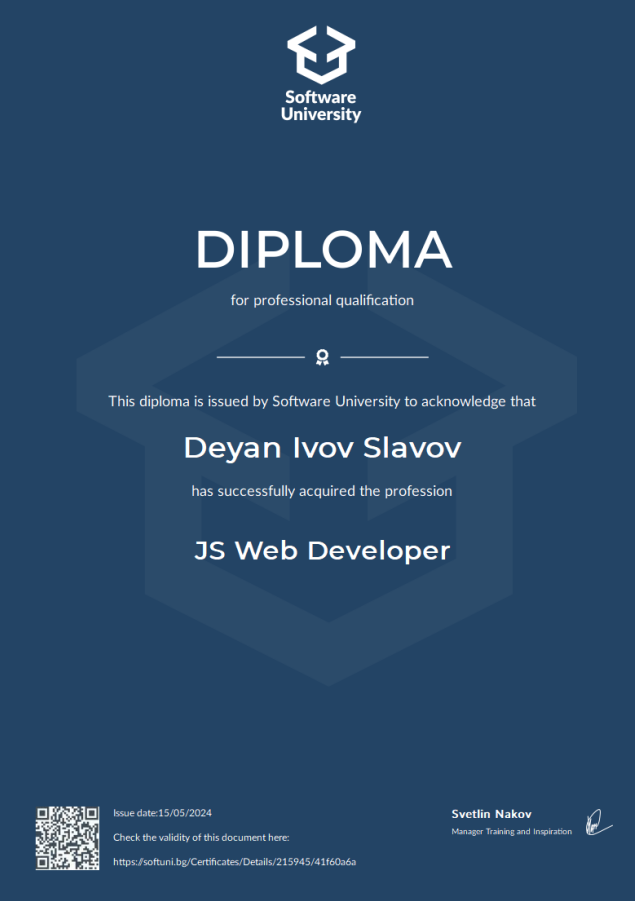 Software
University
DIPLOMA
for professional qualification
This diploma is issued by Software University to acknowledge that
Deyan Ivov Slavov
has successfully acquired the profession
JS Web Developer
Issue date:15/05/2024
Check the validity of this document here:
https://softuni.bg/Certificates/Details/215945/41f60a6a
Svetlin Nakov
Manager Training and Inspiration